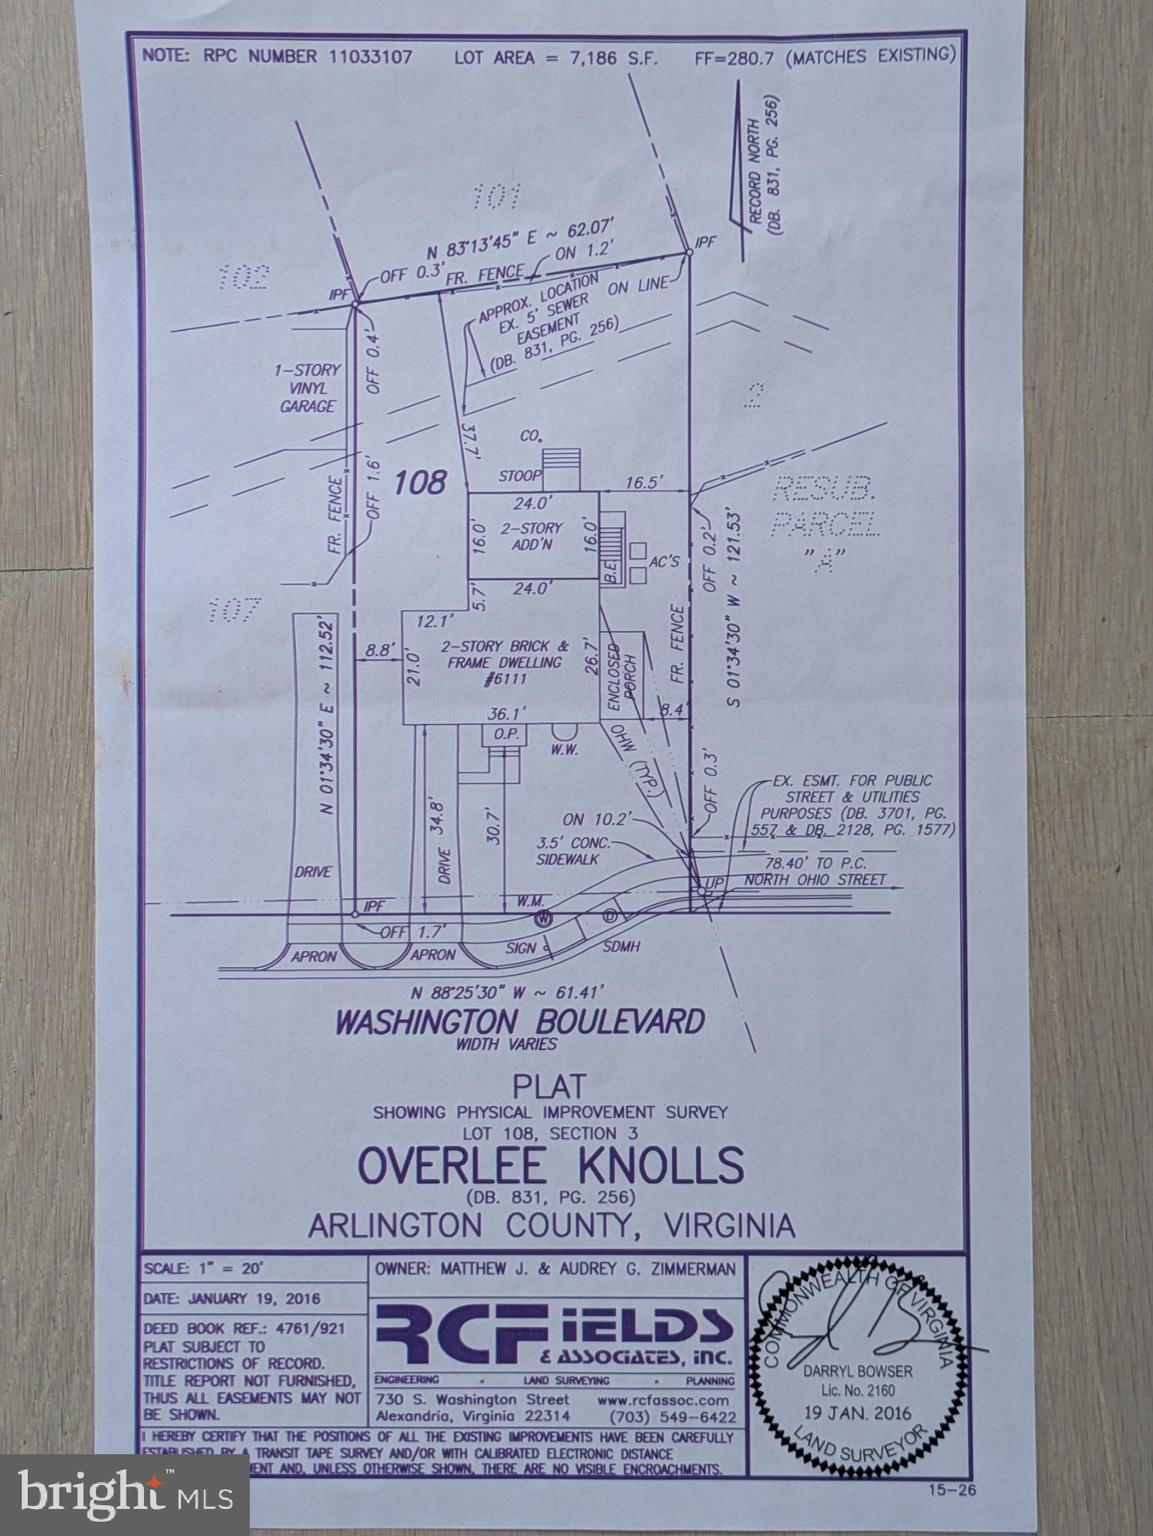 NOTE: RPC NUMBER 11033107 LOT AREA = 7,186 S.F. FF=280.7 (MATCHES EXISTING)
RECORD NORTH
(DB. 831, PG. 256)
101
N 83°13'45" E ~ 62.07'
IPF
OFF 0.3'
FR. FENCE
ON 1.2'
102
IPF
APPROX. LOCATION
EX. 5' SEWER
EASEMENT
(DB. 831, PG. 256)
ON LINE
OFF 0.4'
1-STORY
VINYL
GARAGE
2
37.7'
CO.
108
STOOP
16.5'
FR. FENCE
OFF 1.6'
24.0'
2-STORY
ADD'N
16.0'
16.0'
B.E.
AC'S
RESUB.
PARCEL
"A"
OFF 0.2'
S 01°34'30" W ~ 121.53'
24.0'
5.7'
107
12.1'
N 01°34'30" E ~ 112.52'
8.8'
21.0'
2-STORY BRICK &
FRAME DWELLING
#6111
26.7'
ENCLOSED
PORCH
FR. FENCE
8.4'
36.1'
O.P.
W.W.
OHW (TYP.)
OFF 0.3'
34.8'
DRIVE
30.7'
ON 10.2'
3.5' CONC.
SIDEWALK
EX. ESMT. FOR PUBLIC
STREET & UTILITIES
PURPOSES (DB. 3701, PG.
557 & DB. 2128, PG. 1577)
78.40' TO P.C.
NORTH OHIO STREET
UP
DRIVE
IPF
W.M.
W
D
OFF 1.7'
APRON
APRON
SIGN
SDMH
N 88°25'30" W ~ 61.41'
WASHINGTON BOULEVARD
WIDTH VARIES
PLAT
SHOWING PHYSICAL IMPROVEMENT SURVEY
LOT 108, SECTION 3
OVERLEE KNOLLS
(DB. 831, PG. 256)
ARLINGTON COUNTY, VIRGINIA
SCALE: 1" = 20'
DATE: JANUARY 19, 2016
DEED BOOK REF.: 4761/921
PLAT SUBJECT TO
RESTRICTIONS OF RECORD.
TITLE REPORT NOT FURNISHED,
THUS ALL EASEMENTS MAY NOT
BE SHOWN.
OWNER: MATTHEW J. & AUDREY G. ZIMMERMAN
RCFIELDS
& ASSOCIATES, INC.
ENGINEERING • LAND SURVEYING • PLANNING
730 S. Washington Street www.rcfassoc.com
Alexandria, Virginia 22314 (703) 549-6422
I HEREBY CERTIFY THAT THE POSITIONS OF ALL THE EXISTING IMPROVEMENTS HAVE BEEN CAREFULLY
ESTABLISHED BY A TRANSIT TAPE SURVEY AND/OR WITH CALIBRATED ELECTRONIC DISTANCE
AND, UNLESS OTHERWISE SHOWN, THERE ARE NO VISIBLE ENCROACHMENTS.
COMMONWEALTH OF VIRGINIA
DARRYL BOWSER
Lic. No. 2160
19 JAN. 2016
LAND SURVEYOR
15-26
bright™ MLS